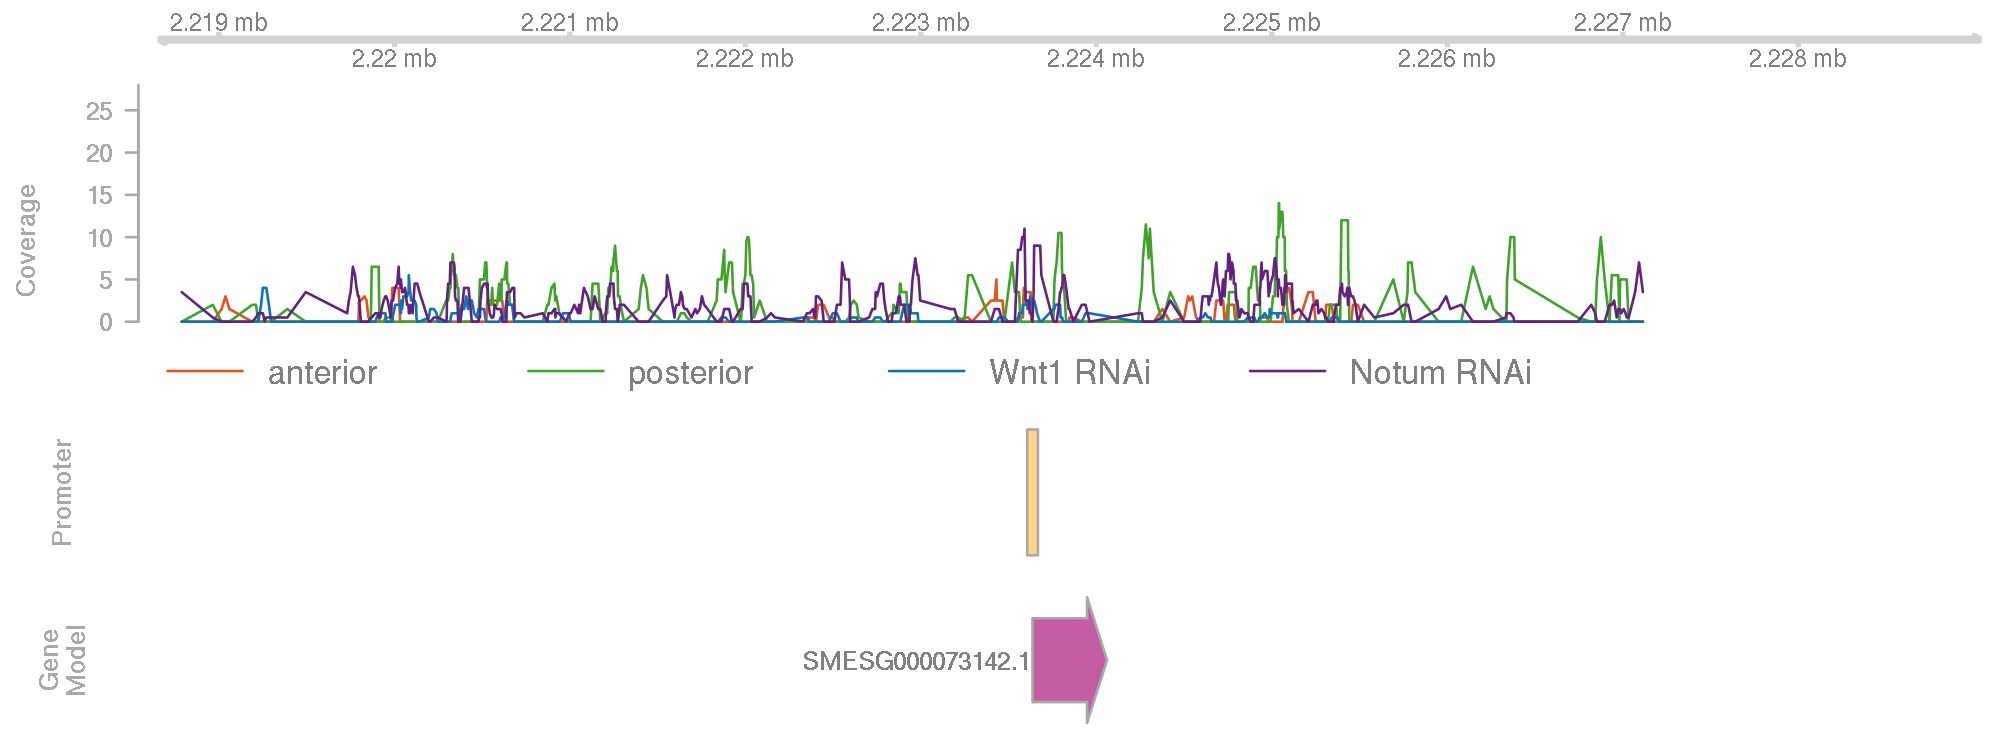 2.219 mb 2.221 mb 2.223 mb 2.225 mb 2.227 mb
2.22 mb 2.222 mb 2.224 mb 2.226 mb 2.228 mb
Coverage
25
20
15
10
5
0
anterior posterior Wnt1 RNAi Notum RNAi
Promoter
Gene
Model
SMESG000073142.1